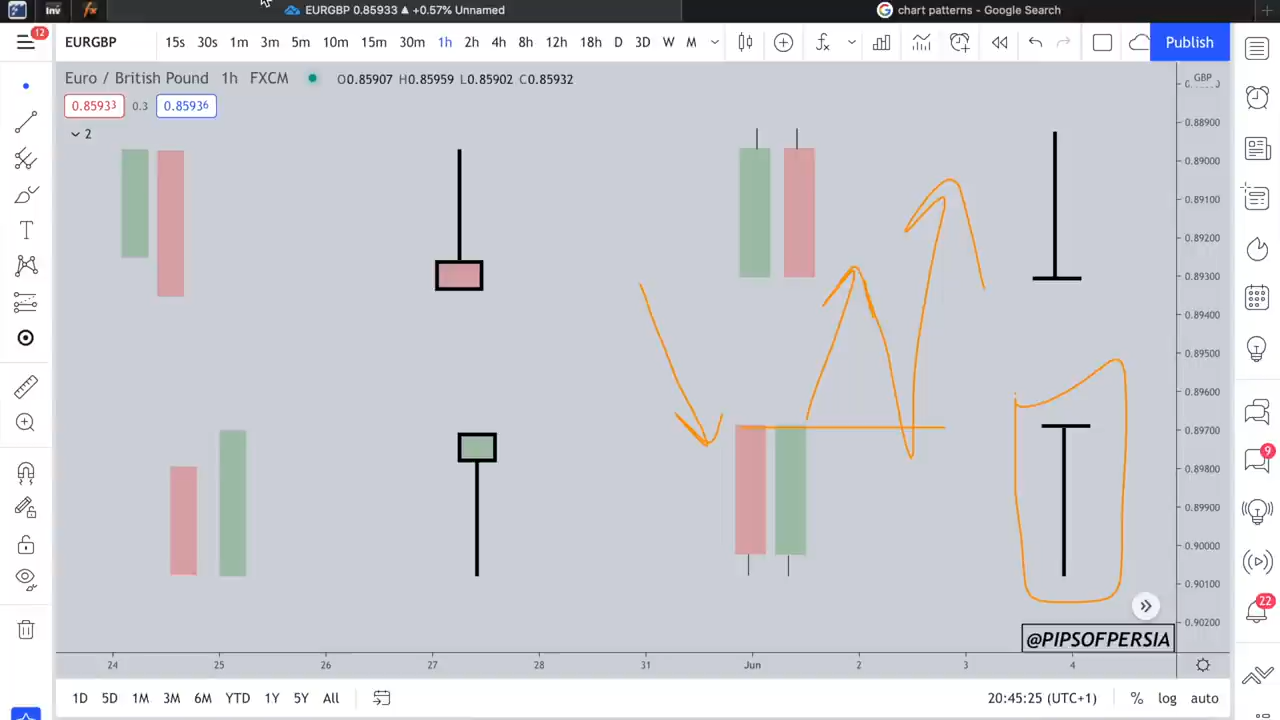 Inv
EURGBP 0.85933 ▲ +0.57% Unnamed
chart patterns - Google Search
12
EURGBP 15s 30s 1m 3m 5m 10m 15m 30m 1h 2h 4h 8h 12h 18h D 3D W M
Publish
Euro / British Pound 1h FXCM O0.85907 H0.85959 L0.85902 C0.85932
GBP
0.85933 0.3 0.85936
2
0.88900
0.89000
0.89100
0.89200
0.89300
0.89400
0.89500
0.89600
0.89700
0.89800
0.89900
0.90000
0.90100
0.90200
9
22
@PIPSOFPERSIA
24 25 26 27 28 31 Jun 2 3 4
1D 5D 1M 3M 6M YTD 1Y 5Y All
20:45:25 (UTC+1) % log auto